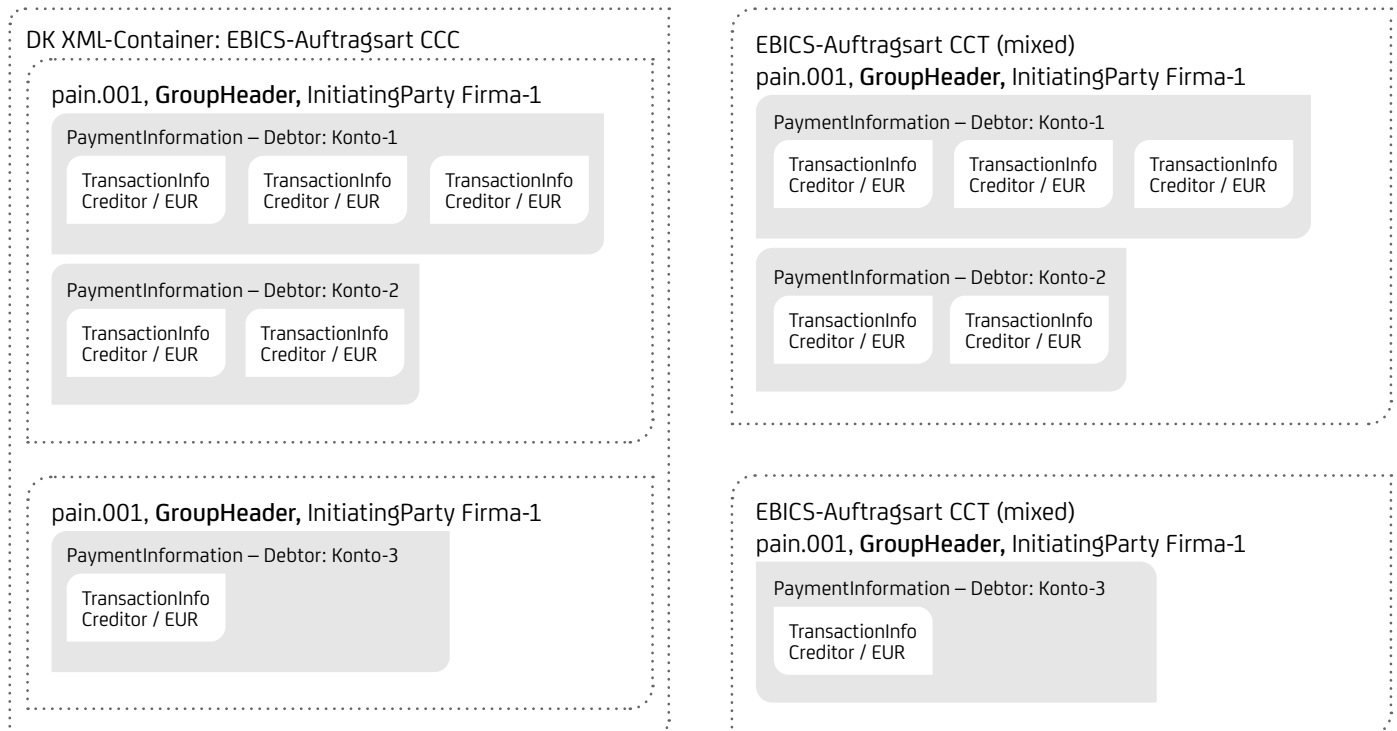 DK XML-Container: EBICS-Auftragsart CCC
pain.001, GroupHeader, InitiatingParty Firma-1
PaymentInformation – Debtor: Konto-1
TransactionInfo
Creditor / EUR
TransactionInfo
Creditor / EUR
TransactionInfo
Creditor / EUR
PaymentInformation – Debtor: Konto-2
TransactionInfo
Creditor / EUR
TransactionInfo
Creditor / EUR
pain.001, GroupHeader, InitiatingParty Firma-1
PaymentInformation – Debtor: Konto-3
TransactionInfo
Creditor / EUR
EBICS-Auftragsart CCT (mixed)
pain.001, GroupHeader, InitiatingParty Firma-1
PaymentInformation – Debtor: Konto-1
TransactionInfo
Creditor / EUR
TransactionInfo
Creditor / EUR
TransactionInfo
Creditor / EUR
PaymentInformation – Debtor: Konto-2
TransactionInfo
Creditor / EUR
TransactionInfo
Creditor / EUR
EBICS-Auftragsart CCT (mixed)
pain.001, GroupHeader, InitiatingParty Firma-1
PaymentInformation – Debtor: Konto-3
TransactionInfo
Creditor / EUR